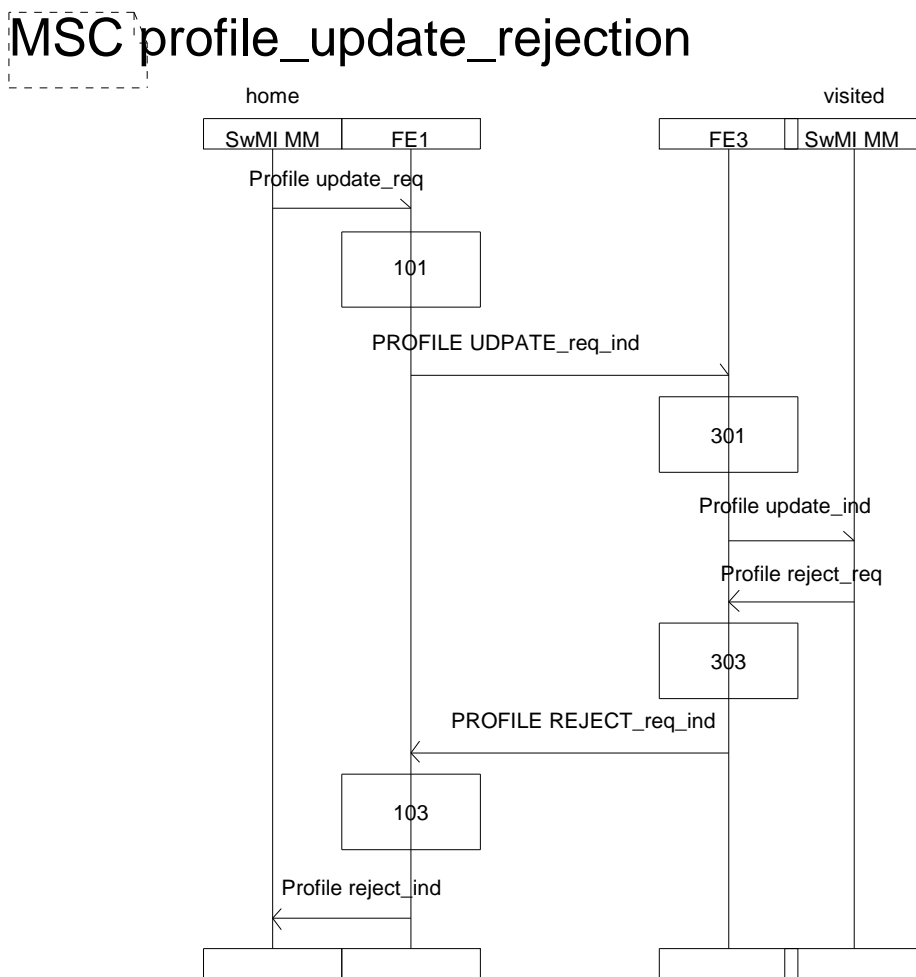 MSC profile_update_rejection
home
visited
SwMI MM
FE1
FE3
SwMI MM
Profile update_req
101
PROFILE UDPATE_req_ind
301
Profile update_ind
Profile reject_req
303
PROFILE REJECT_req_ind
103
Profile reject_ind